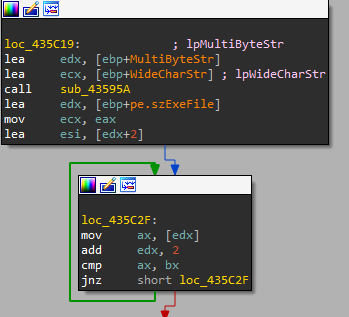 loc_435C19: ; lpMultiByteStr
lea edx, [ebp+MultiByteStr]
lea ecx, [ebp+WideCharStr] ; lpWideCharStr
call sub_43595A
lea edx, [ebp+pe.szExeFile]
mov ecx, eax
lea esi, [edx+2]
loc_435C2F:
mov ax, [edx]
add edx, 2
cmp ax, bx
jnz short loc_435C2F